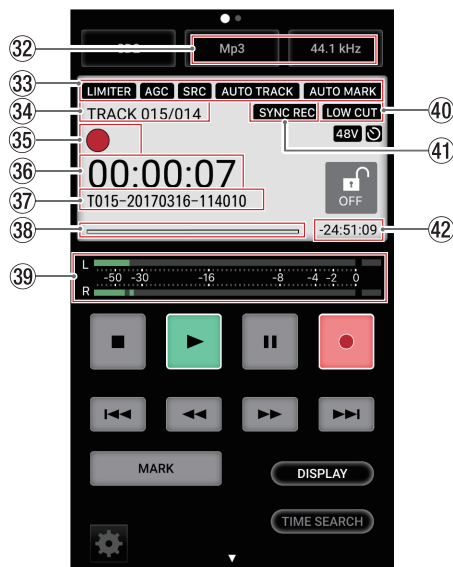 32 Mp3 44.1 kHz
33 LIMITER AGC SRC AUTO TRACK AUTO MARK
34 TRACK 015/014 SYNC REC LOW CUT 40
35 48V 41
36 00:00:07
37 T015-20170316-114010 OFF
38 -24:51:09 42
39 L
-50 -30 -16 -8 -4 -2 0
R
MARK
DISPLAY
TIME SEARCH